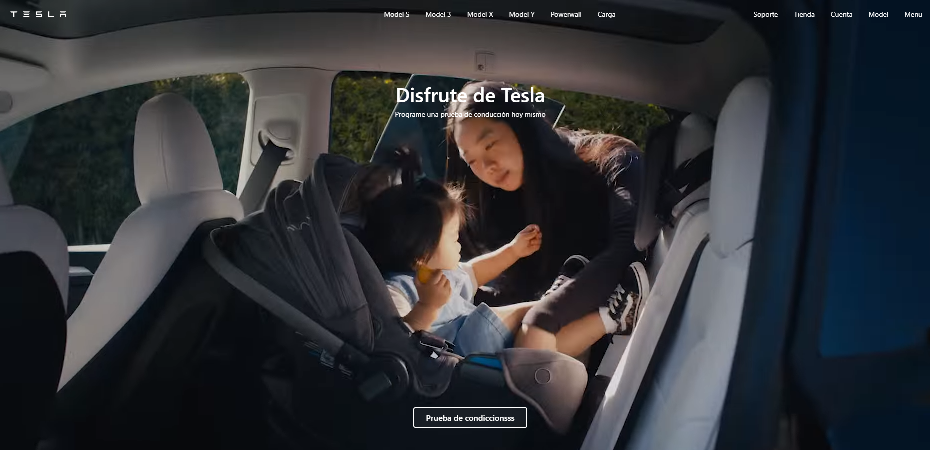 TESLA
Model S Model 3 Model X Model Y Powerwall Carga
Soporte Tienda Cuenta Model Menu
Disfrute de Tesla
Programe una prueba de conducción hoy mismo
Prueba de condiccionsss